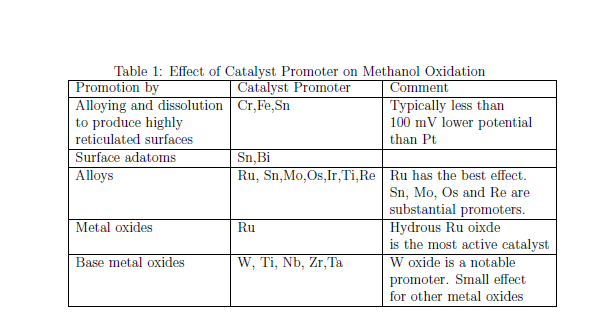 Table 1: Effect of Catalyst Promoter on Methanol Oxidation
Promotion by Catalyst Promoter Comment
Alloying and dissolution Cr,Fe,Sn Typically less than
to produce highly 100 mV lower potential
reticulated surfaces than Pt
Surface adatoms Sn,Bi
Alloys Ru, Sn,Mo,Os,Ir,Ti,Re Ru has the best effect.
Sn, Mo, Os and Re are
substantial promoters.
Metal oxides Ru Hydrous Ru oixde
is the most active catalyst
Base metal oxides W, Ti, Nb, Zr,Ta W oxide is a notable
promoter. Small effect
for other metal oxides